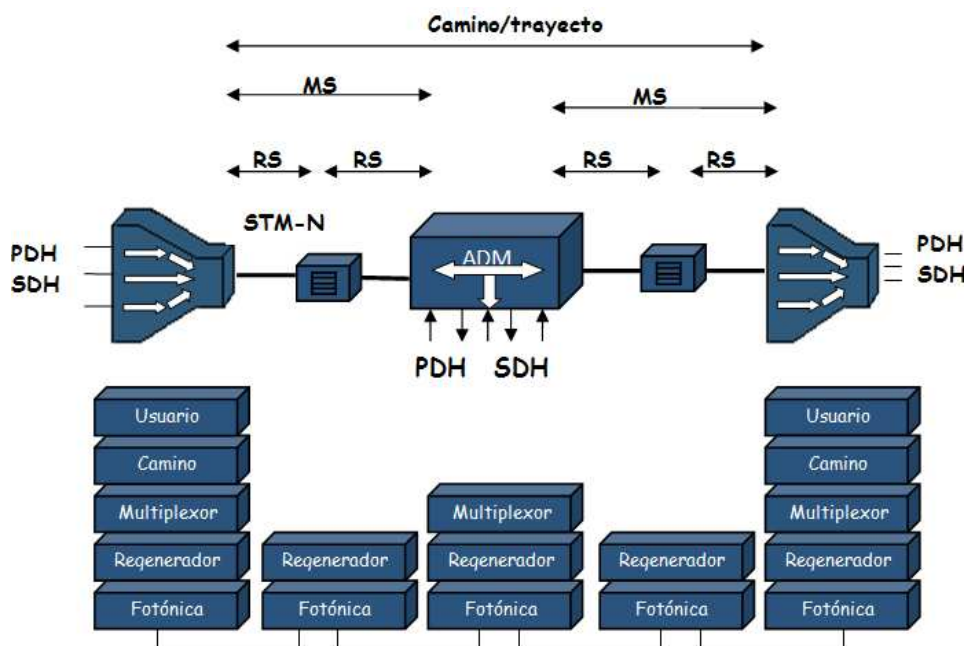 Camino/trayecto
MS
MS
RS
RS
RS
RS
STM-N
ADM
PDH
SDH
PDH
SDH
PDH SDH
Usuario
Camino
Multiplexor
Regenerador
Fotónica
Regenerador
Fotónica
Multiplexor
Regenerador
Fotónica
Regenerador
Fotónica
Usuario
Camino
Multiplexor
Regenerador
Fotónica